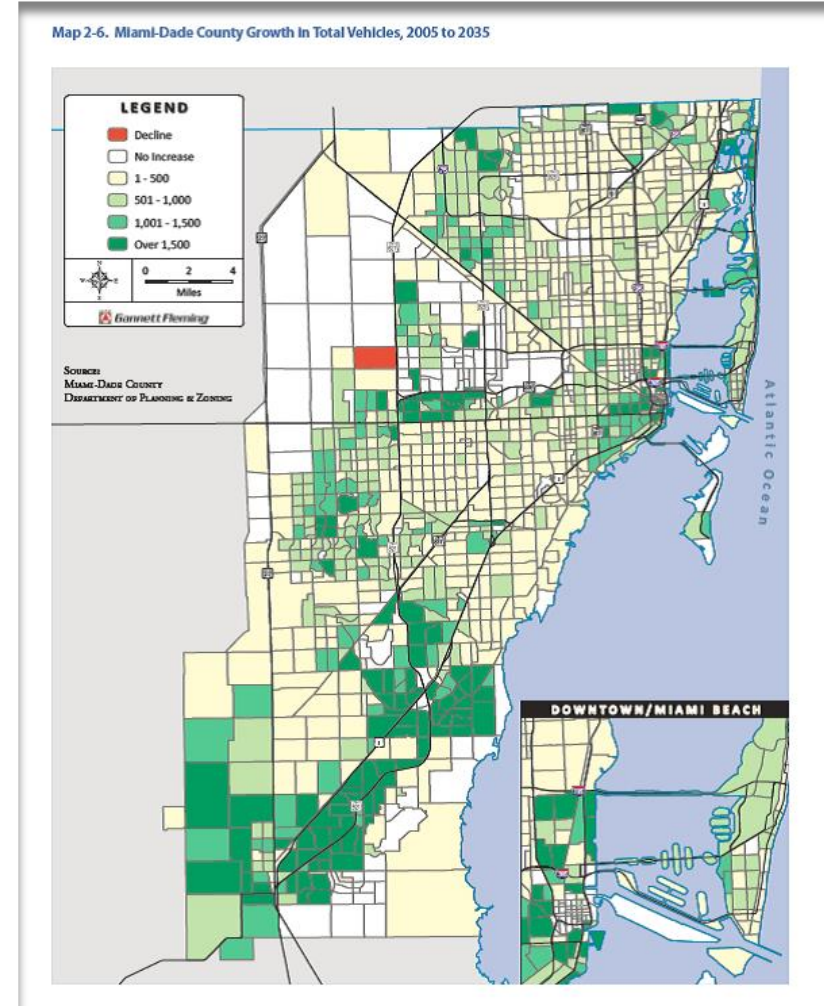 Map 2-6. Miami-Dade County Growth in Total Vehicles, 2005 to 2035
LEGEND
Decline
No Increase
1 - 500
501 - 1,000
1,001 - 1,500
Over 1,500
0 2 4
Miles
Gannett Fleming
SOURCE:
MIAMI-DADE COUNTY
DEPARTMENT OF PLANNING & ZONING
Atlantic Ocean
DOWNTOWN/MIAMI BEACH